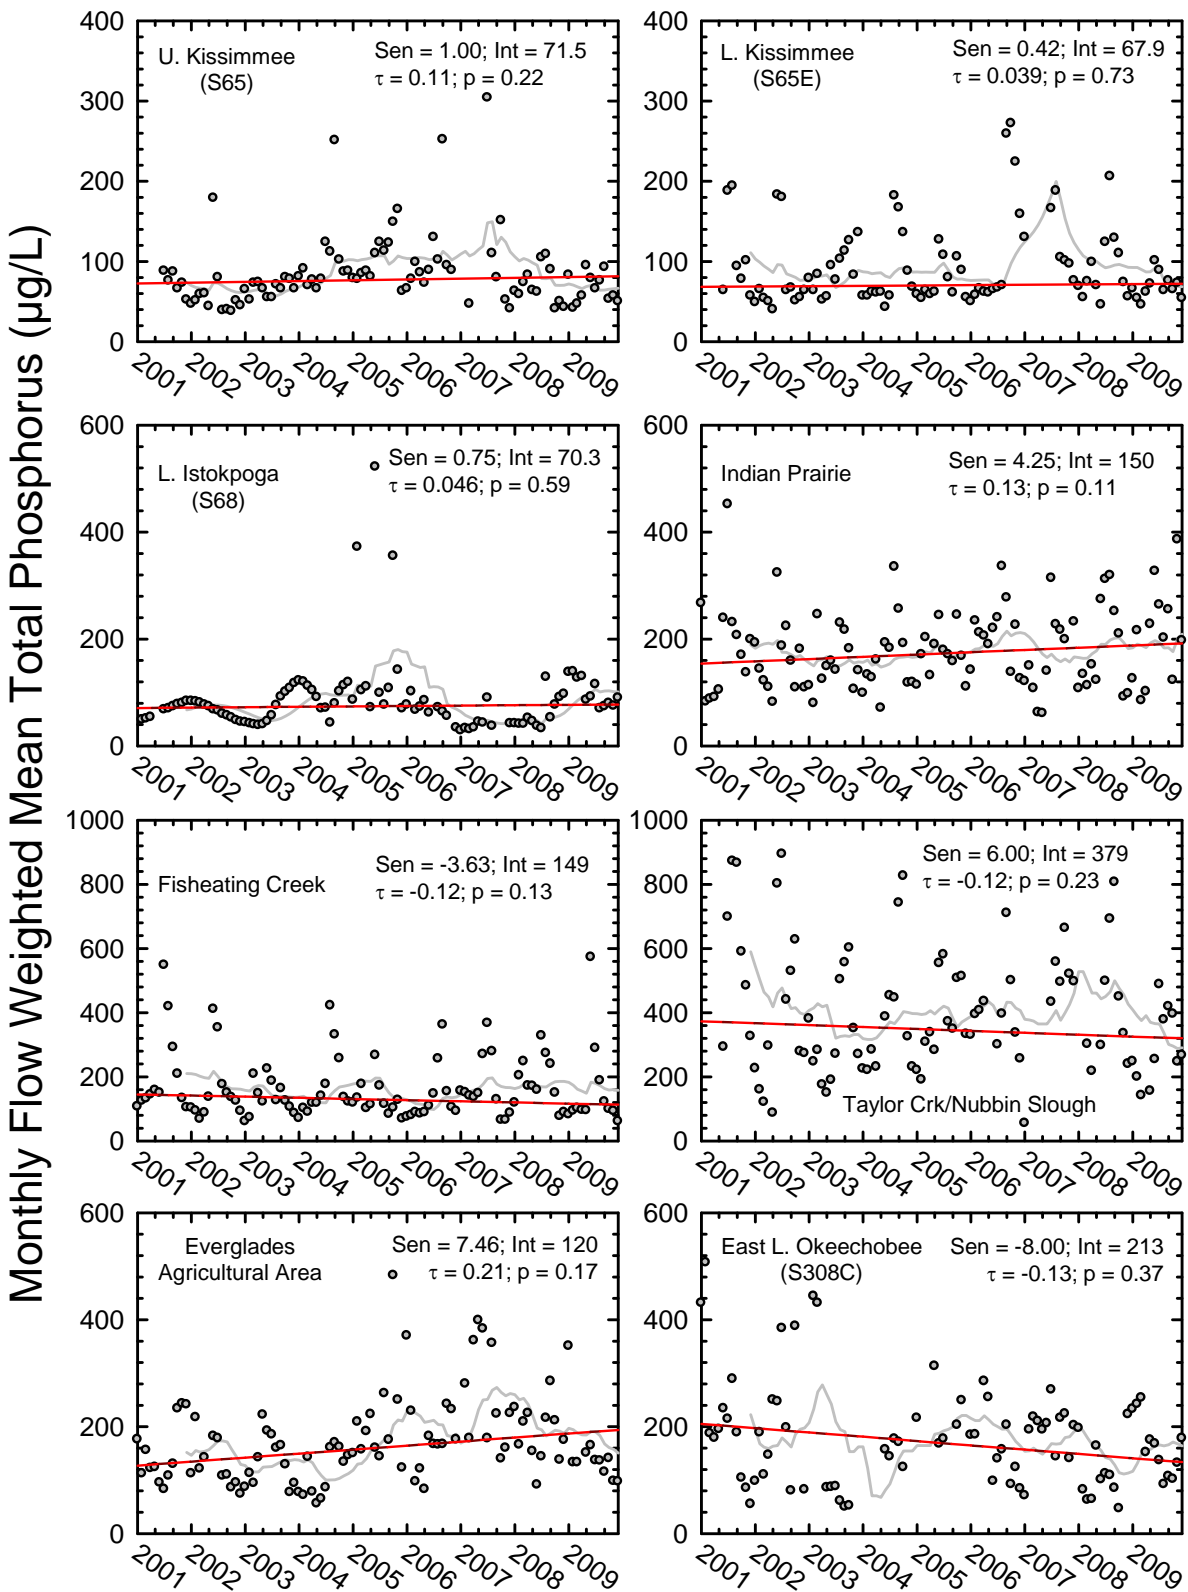 Monthly Flow Weighted Mean Total Phosphorus (µg/L)
400
300
200
100
0
U. Kissimmee
(S65)
Sen = 1.00; Int = 71.5
τ = 0.11; p = 0.22
2001 2002 2003 2004 2005 2006 2007 2008 2009
400
300
200
100
0
L. Kissimmee
(S65E)
Sen = 0.42; Int = 67.9
τ = 0.039; p = 0.73
2001 2002 2003 2004 2005 2006 2007 2008 2009
600
400
200
0
L. Istokpoga
(S68)
Sen = 0.75; Int = 70.3
τ = 0.046; p = 0.59
2001 2002 2003 2004 2005 2006 2007 2008 2009
600
400
200
0
Indian Prairie
Sen = 4.25; Int = 150
τ = 0.13; p = 0.11
2001 2002 2003 2004 2005 2006 2007 2008 2009
1000
800
600
400
200
0
Fisheating Creek
Sen = -3.63; Int = 149
τ = -0.12; p = 0.13
2001 2002 2003 2004 2005 2006 2007 2008 2009
1000
800
600
400
200
0
Sen = 6.00; Int = 379
τ = -0.12; p = 0.23
Taylor Crk/Nubbin Slough
2001 2002 2003 2004 2005 2006 2007 2008 2009
600
400
200
0
Everglades
Agricultural Area
Sen = 7.46; Int = 120
τ = 0.21; p = 0.17
2001 2002 2003 2004 2005 2006 2007 2008 2009
600
400
200
0
East L. Okeechobee
(S308C)
Sen = -8.00; Int = 213
τ = -0.13; p = 0.37
2001 2002 2003 2004 2005 2006 2007 2008 2009